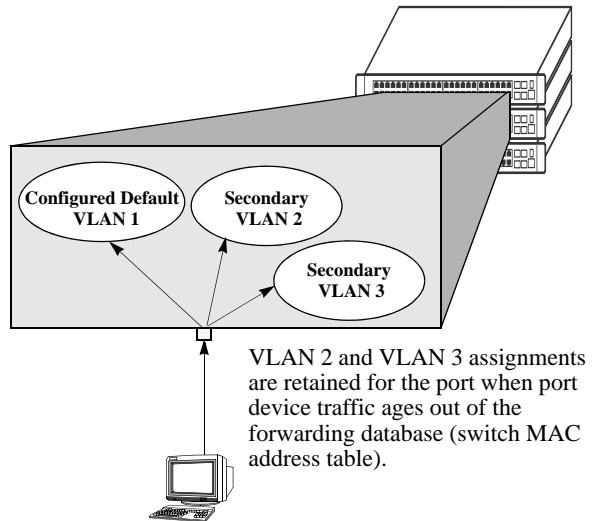 Configured Default
VLAN 1
Secondary
VLAN 2
Secondary
VLAN 3
VLAN 2 and VLAN 3 assignments
are retained for the port when port
device traffic ages out of the
forwarding database (switch MAC
address table).